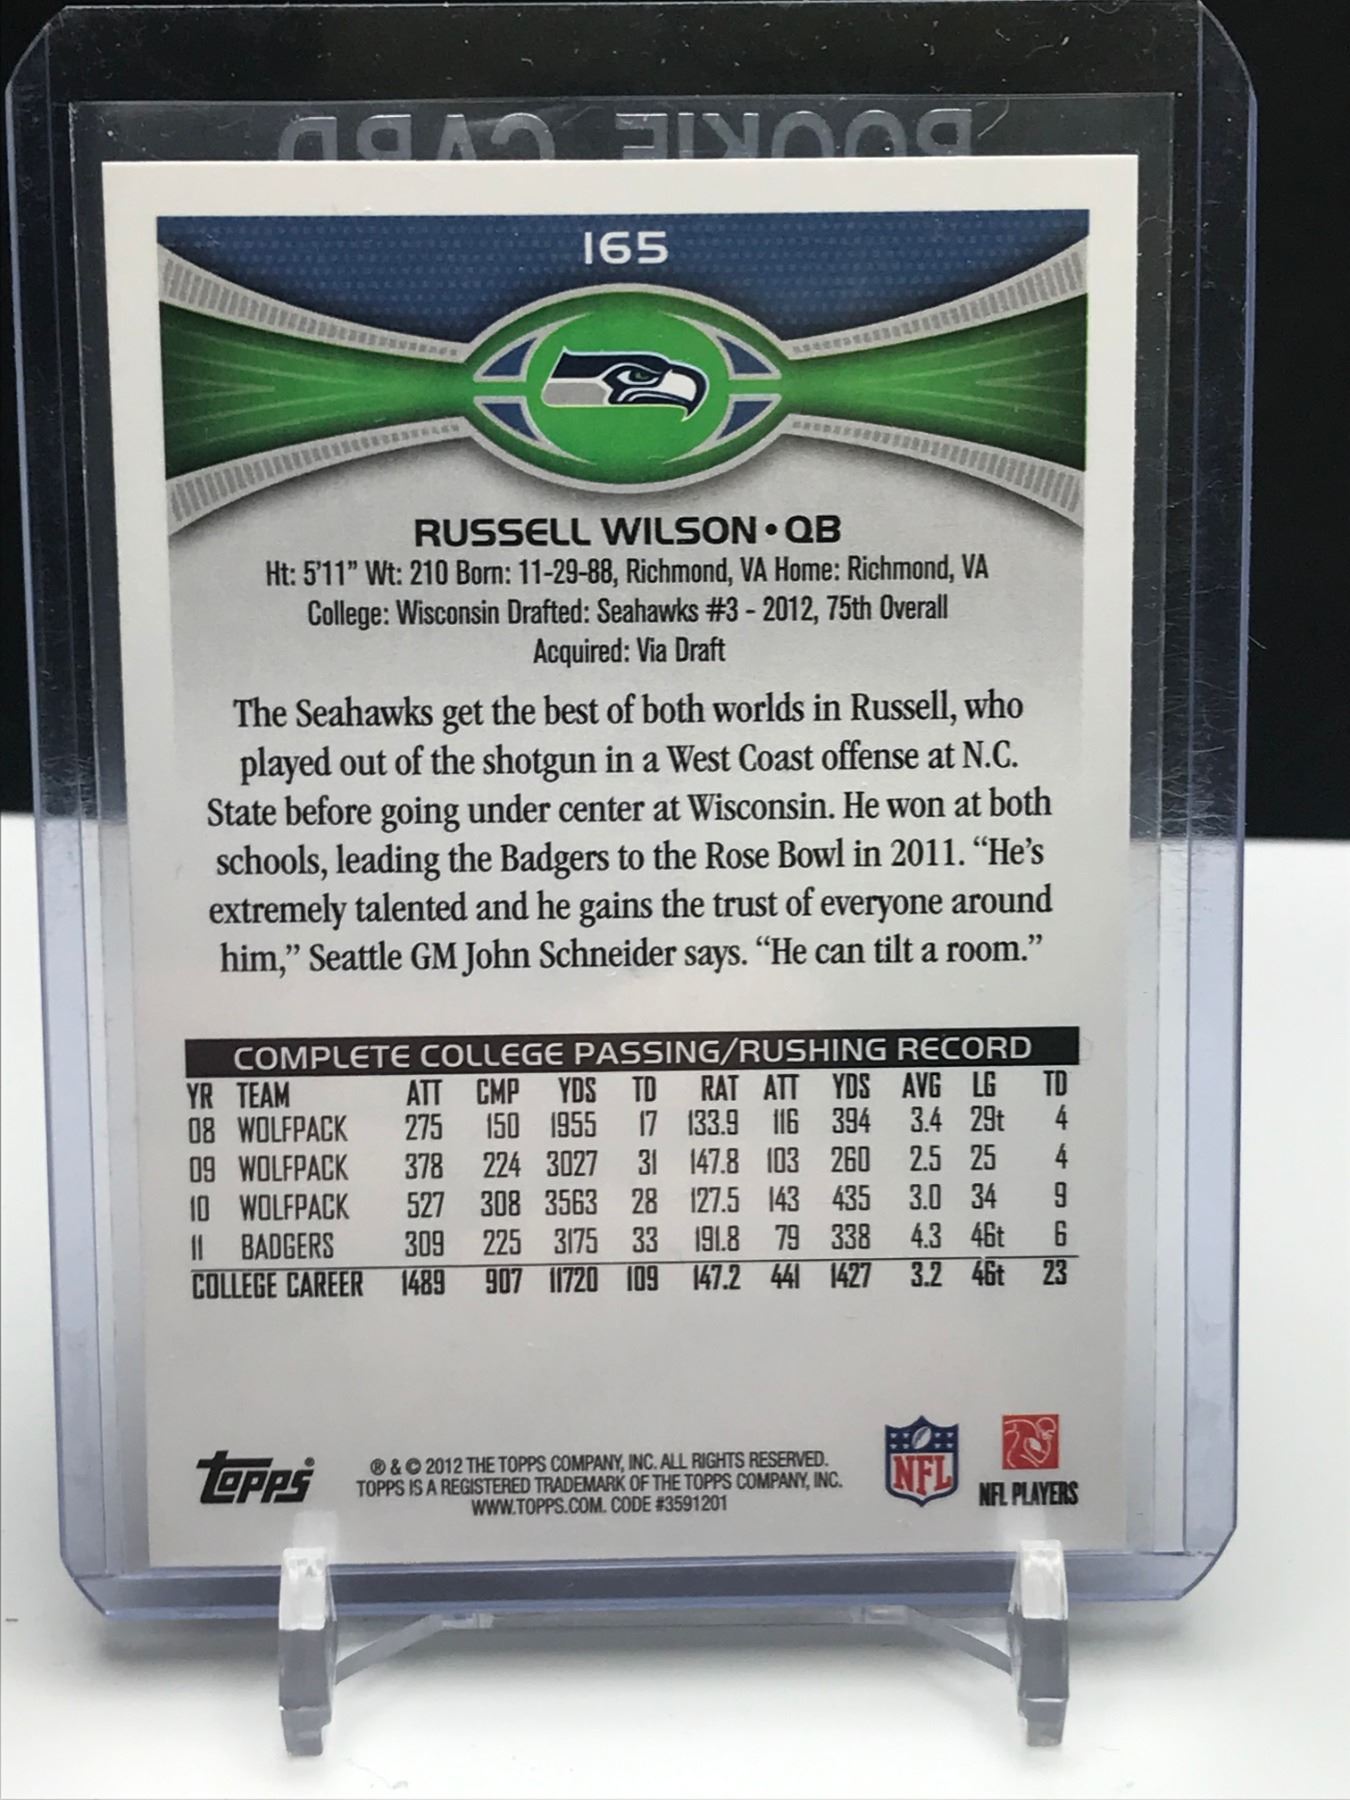 ROOKIE CARD
165
RUSSELL WILSON • QB
Ht: 5'11” Wt: 210 Born: 11-29-88, Richmond, VA Home: Richmond, VA
College: Wisconsin Drafted: Seahawks #3 - 2012, 75th Overall
Acquired: Via Draft
The Seahawks get the best of both worlds in Russell, who
played out of the shotgun in a West Coast offense at N.C.
State before going under center at Wisconsin. He won at both
schools, leading the Badgers to the Rose Bowl in 2011. “He’s
extremely talented and he gains the trust of everyone around
him,” Seattle GM John Schneider says. “He can tilt a room.”
COMPLETE COLLEGE PASSING/RUSHING RECORD
YR TEAM ATT CMP YDS TD RAT ATT YDS AVG LG TD
08 WOLFPACK 275 150 1955 17 133.9 116 394 3.4 29t 4
09 WOLFPACK 378 224 3027 31 147.8 103 260 2.5 25 4
10 WOLFPACK 527 308 3563 28 127.5 143 435 3.0 34 9
11 BADGERS 309 225 3175 33 191.8 79 338 4.3 46t 6
COLLEGE CAREER 1489 907 11720 109 147.2 441 1427 3.2 46t 23
topps®
® & © 2012 THE TOPPS COMPANY, INC. ALL RIGHTS RESERVED.
TOPPS IS A REGISTERED TRADEMARK OF THE TOPPS COMPANY, INC.
WWW.TOPPS.COM. CODE #3591201
NFL
NFL PLAYERS